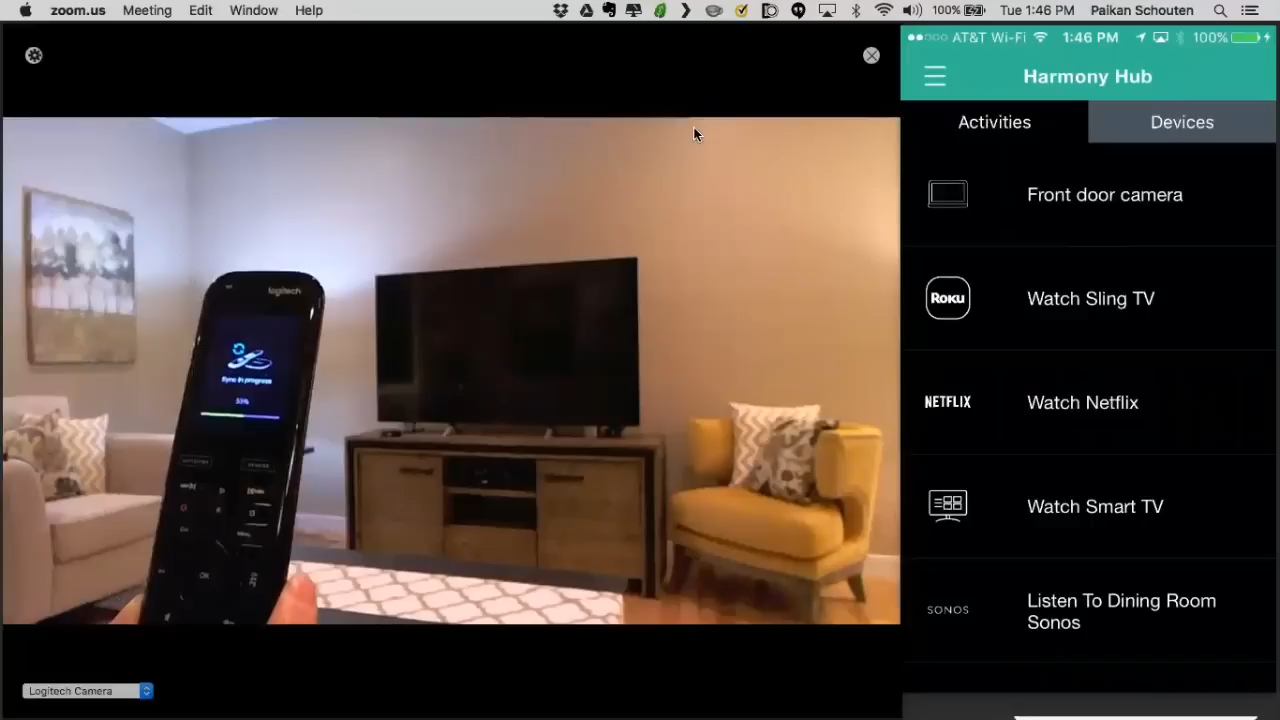 zoom.us Meeting Edit Window Help 100% Tue 1:46 PM Paikan Schouten
AT&T Wi-Fi 1:46 PM 100%
Harmony Hub
Activities Devices
Front door camera
Roku Watch Sling TV
NETFLIX Watch Netflix
Watch Smart TV
SONOS Listen To Dining Room
Sonos
logitech
Sync in progress
OK
Logitech Camera